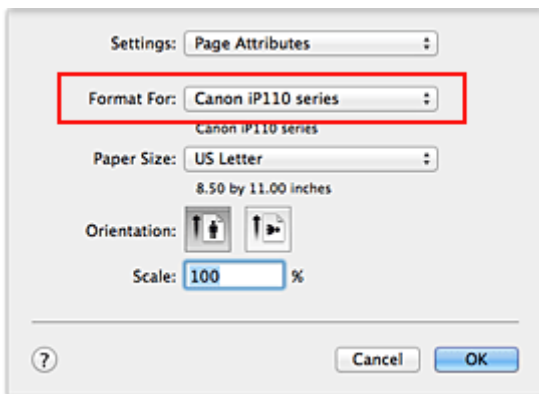 Settings: Page Attributes
Format For: Canon iP110 series
Canon iP110 series
Paper Size: US Letter
8.50 by 11.00 inches
Orientation:
Scale: 100 %
? Cancel OK